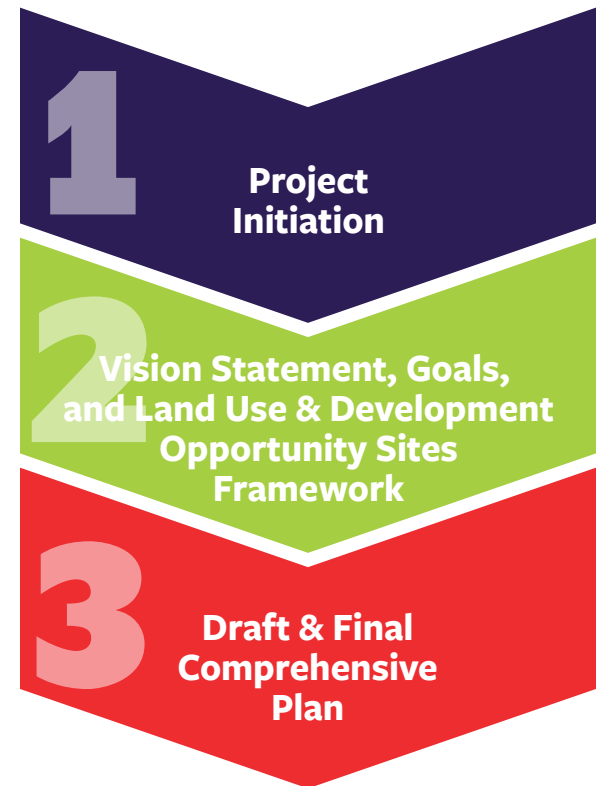 1
Project
Initiation
2
Vision Statement, Goals,
and Land Use & Development
Opportunity Sites
Framework
3
Draft & Final
Comprehensive
Plan